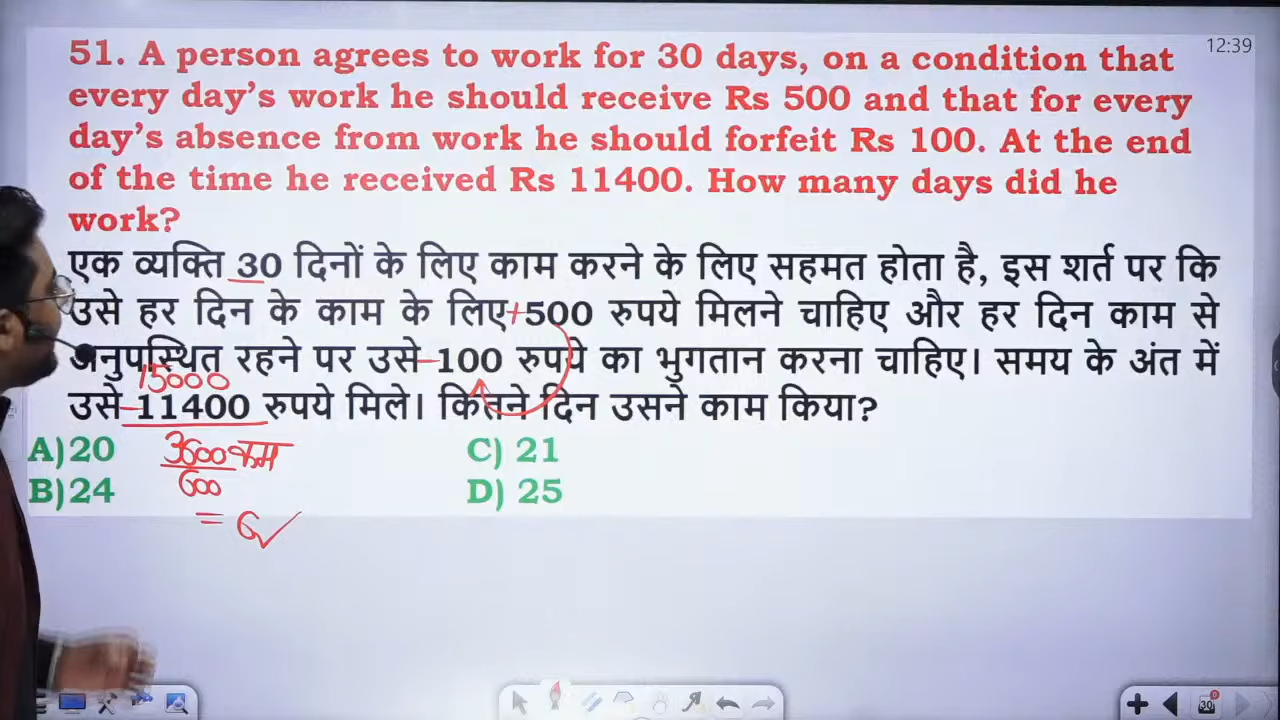 12:39
51. A person agrees to work for 30 days, on a condition that
every day's work he should receive Rs 500 and that for every
day's absence from work he should forfeit Rs 100. At the end
of the time he received Rs 11400. How many days did he
work?
एक व्यक्ति 30 दिनों के लिए काम करने के लिए सहमत होता है, इस शर्त पर कि
उसे हर दिन के काम के लिए +500 रुपये मिलने चाहिए और हर दिन काम से
अनुपस्थित रहने पर उसे -100 रुपये का भुगतान करना चाहिए। समय के अंत में
15000
उसे -11400 रुपये मिले। कितने दिन उसने काम किया?
A)20 C) 21
3600 कम
B)24 D) 25
600
= 6✓
30